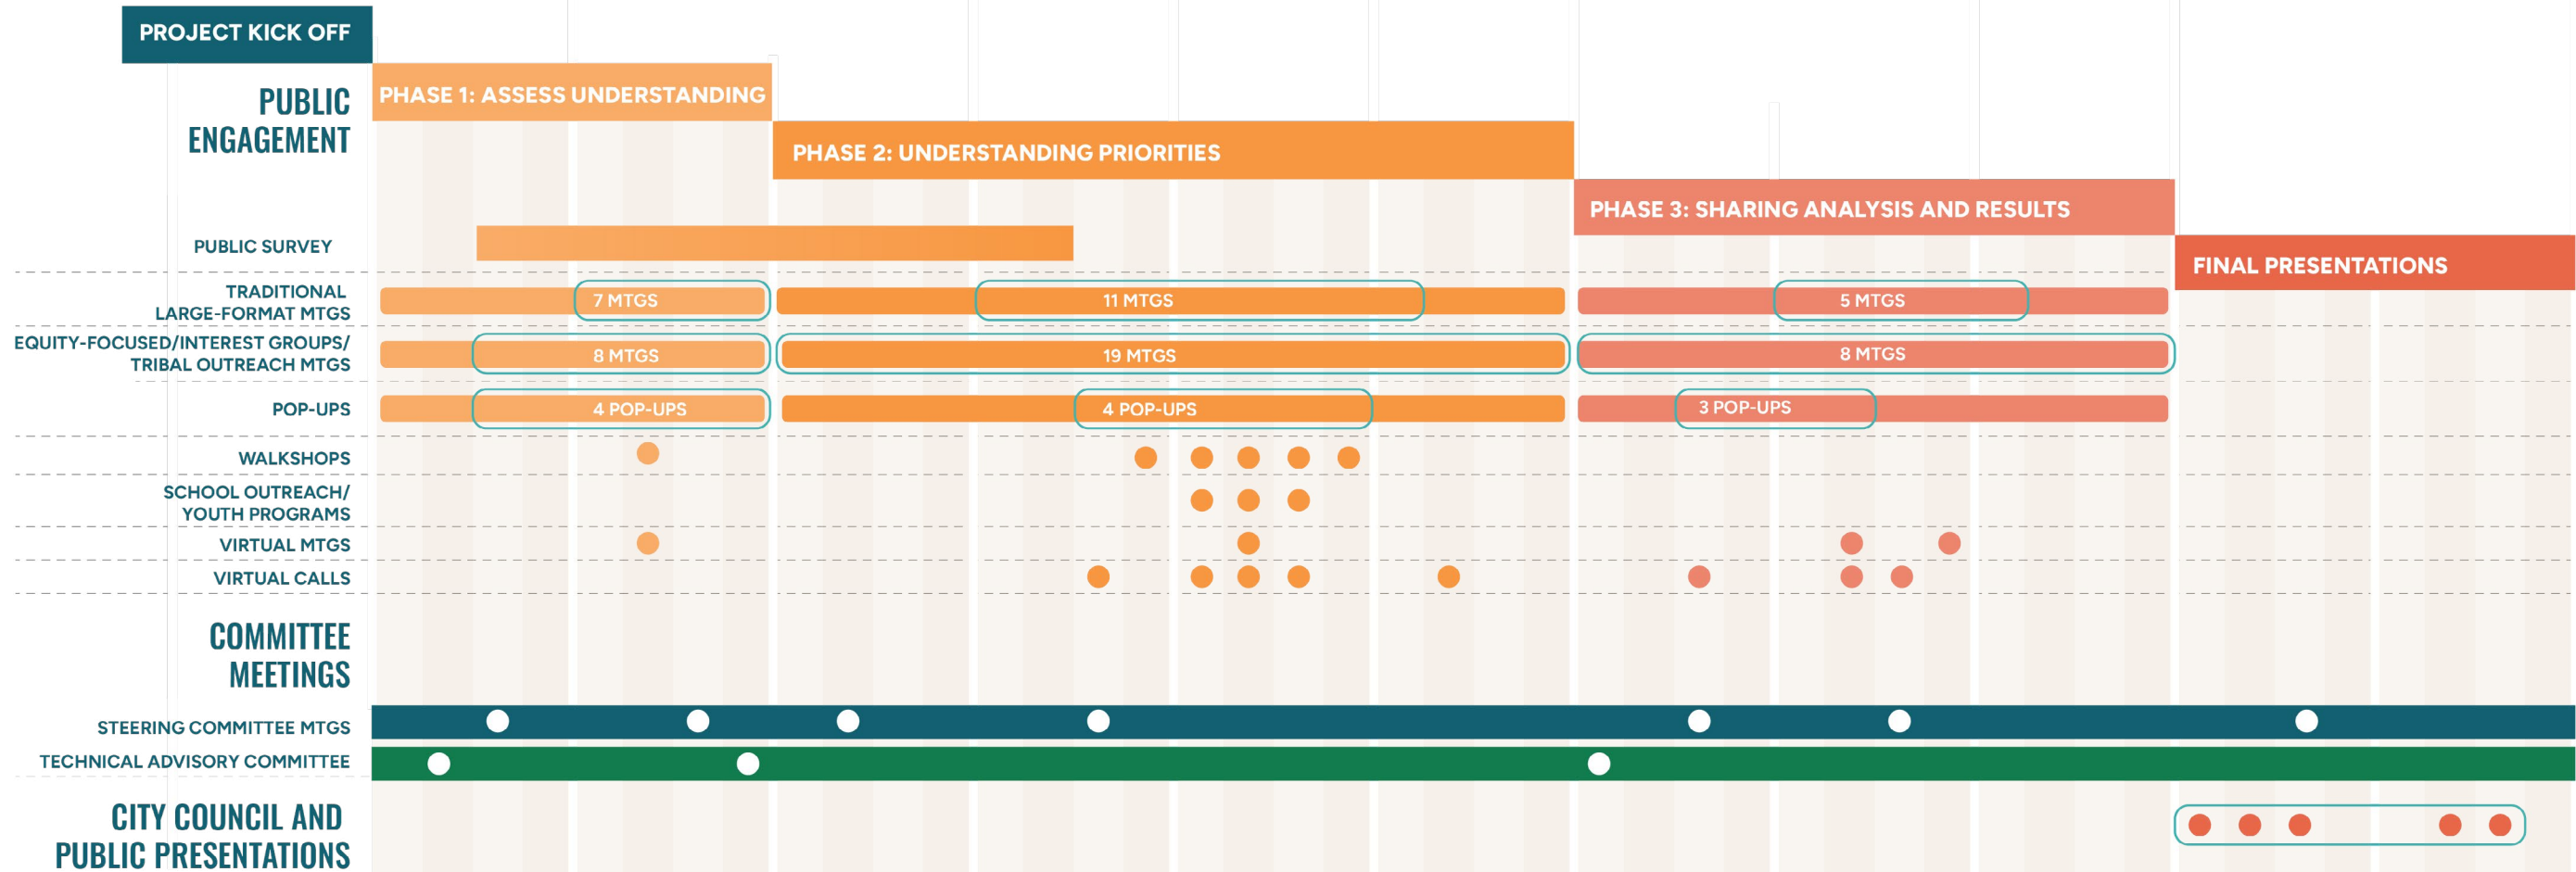 PROJECT KICK OFF
PUBLIC
ENGAGEMENT
PHASE 1: ASSESS UNDERSTANDING
PHASE 2: UNDERSTANDING PRIORITIES
PHASE 3: SHARING ANALYSIS AND RESULTS
FINAL PRESENTATIONS
PUBLIC SURVEY
TRADITIONAL
LARGE-FORMAT MTGS
7 MTGS
11 MTGS
5 MTGS
EQUITY-FOCUSED/INTEREST GROUPS/
TRIBAL OUTREACH MTGS
8 MTGS
19 MTGS
8 MTGS
POP-UPS
4 POP-UPS
4 POP-UPS
3 POP-UPS
WALKSHOPS
SCHOOL OUTREACH/
YOUTH PROGRAMS
VIRTUAL MTGS
VIRTUAL CALLS
COMMITTEE
MEETINGS
STEERING COMMITTEE MTGS
TECHNICAL ADVISORY COMMITTEE
CITY COUNCIL AND
PUBLIC PRESENTATIONS